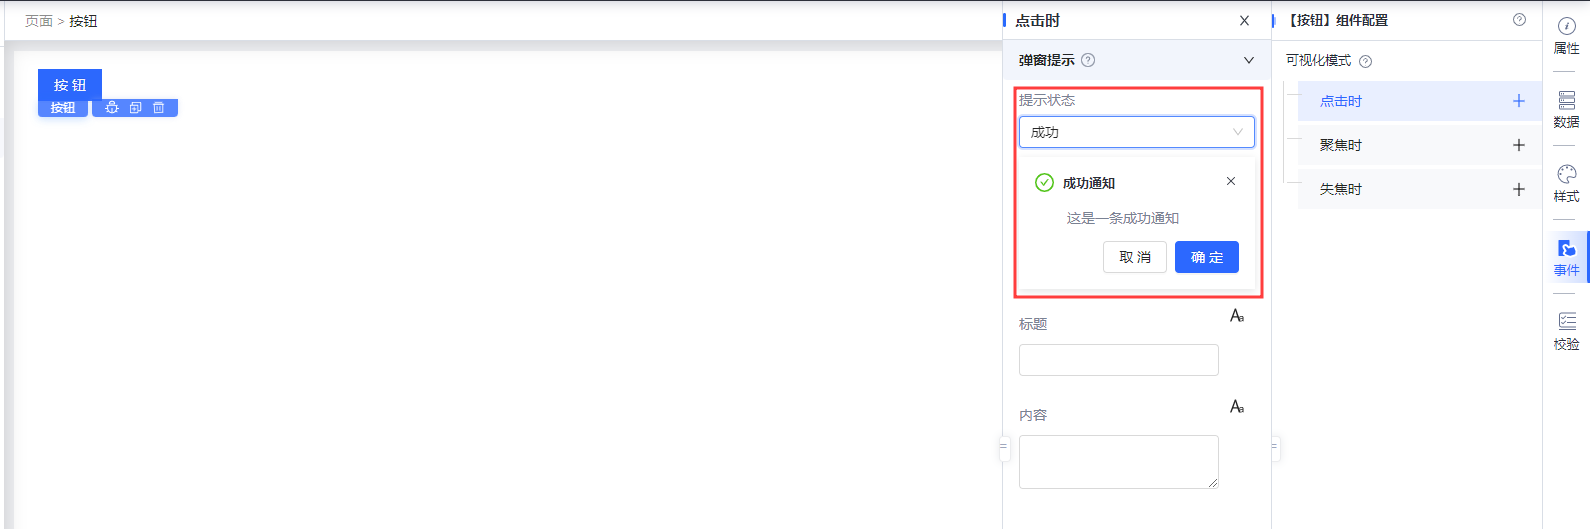 页面 > 按钮
按 钮
按钮
点击时
弹窗提示
提示状态
成功
成功通知
这是一条成功通知
取 消
确 定
标题
内容
【按钮】组件配置
可视化模式
点击时
聚焦时
失焦时
属性
数据
样式
事件
校验